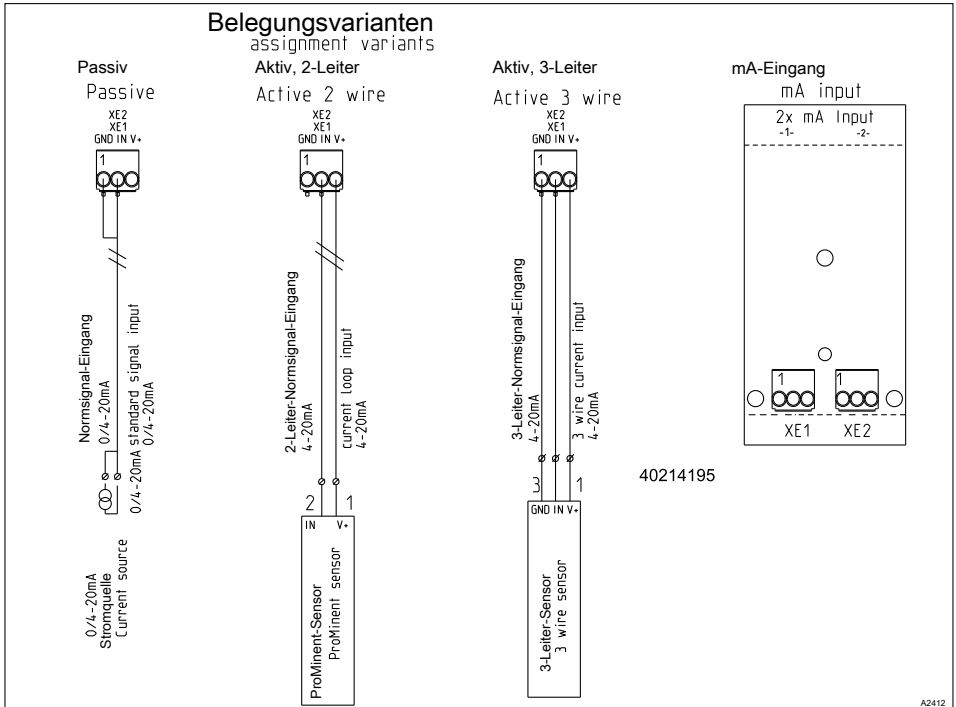 Belegungsvarianten
assignment variants
Passiv
Passive
XE2
XE1
GND IN V+
1
Normsignal-Eingang
0/4-20mA
0/4-20mA standard signal input
0/4-20mA
0/4-20mA
Stromquelle
Current source
Aktiv, 2-Leiter
Active 2 wire
XE2
XE1
GND IN V+
1
2-Leiter-Normsignal-Eingang
4-20mA
current loop input
4-20mA
2 1
IN V+
ProMinent-Sensor
ProMinent sensor
Aktiv, 3-Leiter
Active 3 wire
XE2
XE1
GND IN V+
1
3-Leiter-Normsignal-Eingang
4-20mA
3 wire current input
4-20mA
3 1
GND IN V+
3-Leiter-Sensor
3 wire sensor
mA-Eingang
mA input
2x mA Input
-1- -2-
1 1
XE1 XE2
40214195
A2412